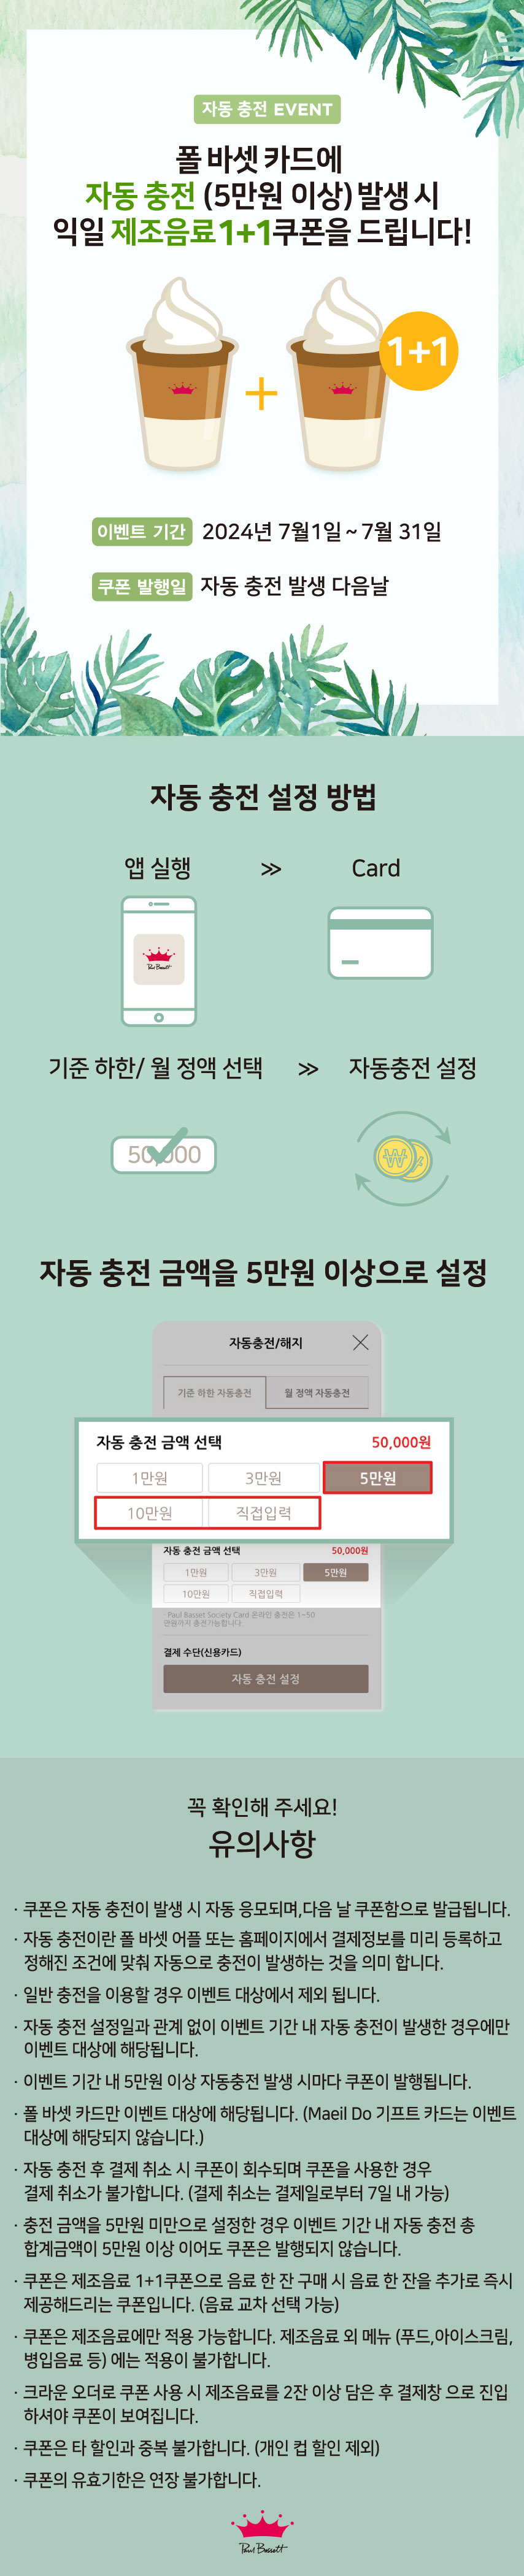 자동 충전 EVENT
폴 바셋 카드에
자동 충전 (5만원 이상) 발생 시
익일 제조음료1+1쿠폰을 드립니다!
1+1
+
이벤트 기간 2024년 7월1일 ~ 7월 31일
쿠폰 발행일 자동 충전 발생 다음날
자동 충전 설정 방법
앱 실행 >> Card
Paul Bassett
기준 하한/ 월 정액 선택 >> 자동충전 설정
50,000
₩
자동 충전 금액을 5만원 이상으로 설정
자동충전/해지
기준 하한 자동충전 월 정액 자동충전
자동 충전 금액 선택 50,000원
1만원 3만원 5만원
10만원 직접입력
자동 충전 금액 선택 50,000원
1만원 3만원 5만원
10만원 직접입력
· Paul Basset Society Card 온라인 충전은 1~50
만원까지 충전가능합니다.
결제 수단(신용카드)
자동 충전 설정
꼭 확인해 주세요!
유의사항
· 쿠폰은 자동 충전이 발생 시 자동 응모되며,다음 날 쿠폰함으로 발급됩니다.
· 자동 충전이란 폴 바셋 어플 또는 홈페이지에서 결제정보를 미리 등록하고
정해진 조건에 맞춰 자동으로 충전이 발생하는 것을 의미 합니다.
· 일반 충전을 이용할 경우 이벤트 대상에서 제외 됩니다.
· 자동 충전 설정일과 관계 없이 이벤트 기간 내 자동 충전이 발생한 경우에만
이벤트 대상에 해당됩니다.
· 이벤트 기간 내 5만원 이상 자동충전 발생 시마다 쿠폰이 발행됩니다.
· 폴 바셋 카드만 이벤트 대상에 해당됩니다. (Maeil Do 기프트 카드는 이벤트
대상에 해당되지 않습니다.)
· 자동 충전 후 결제 취소 시 쿠폰이 회수되며 쿠폰을 사용한 경우
결제 취소가 불가합니다. (결제 취소는 결제일로부터 7일 내 가능)
· 충전 금액을 5만원 미만으로 설정한 경우 이벤트 기간 내 자동 충전 총
합계금액이 5만원 이상 이어도 쿠폰은 발행되지 않습니다.
· 쿠폰은 제조음료 1+1쿠폰으로 음료 한 잔 구매 시 음료 한 잔을 추가로 즉시
제공해드리는 쿠폰입니다. (음료 교차 선택 가능)
· 쿠폰은 제조음료에만 적용 가능합니다. 제조음료 외 메뉴 (푸드,아이스크림,
병입음료 등) 에는 적용이 불가합니다.
· 크라운 오더로 쿠폰 사용 시 제조음료를 2잔 이상 담은 후 결제창 으로 진입
하셔야 쿠폰이 보여집니다.
· 쿠폰은 타 할인과 중복 불가합니다. (개인 컵 할인 제외)
· 쿠폰의 유효기한은 연장 불가합니다.
Paul Bassett